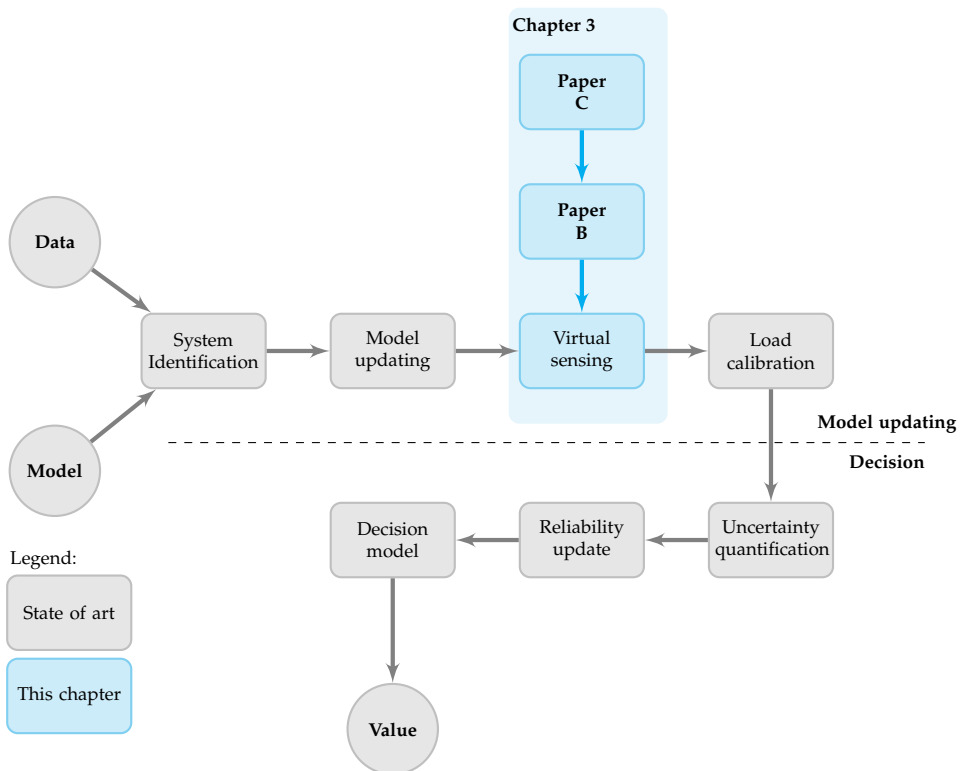 Chapter 3
Paper
C
Paper
B
Data
System
Identification
Model
updating
Virtual
sensing
Load
calibration
Model updating
Decision
Model
Decision
model
Reliability
update
Uncertainty
quantification
Legend:
State of art
This chapter
Value